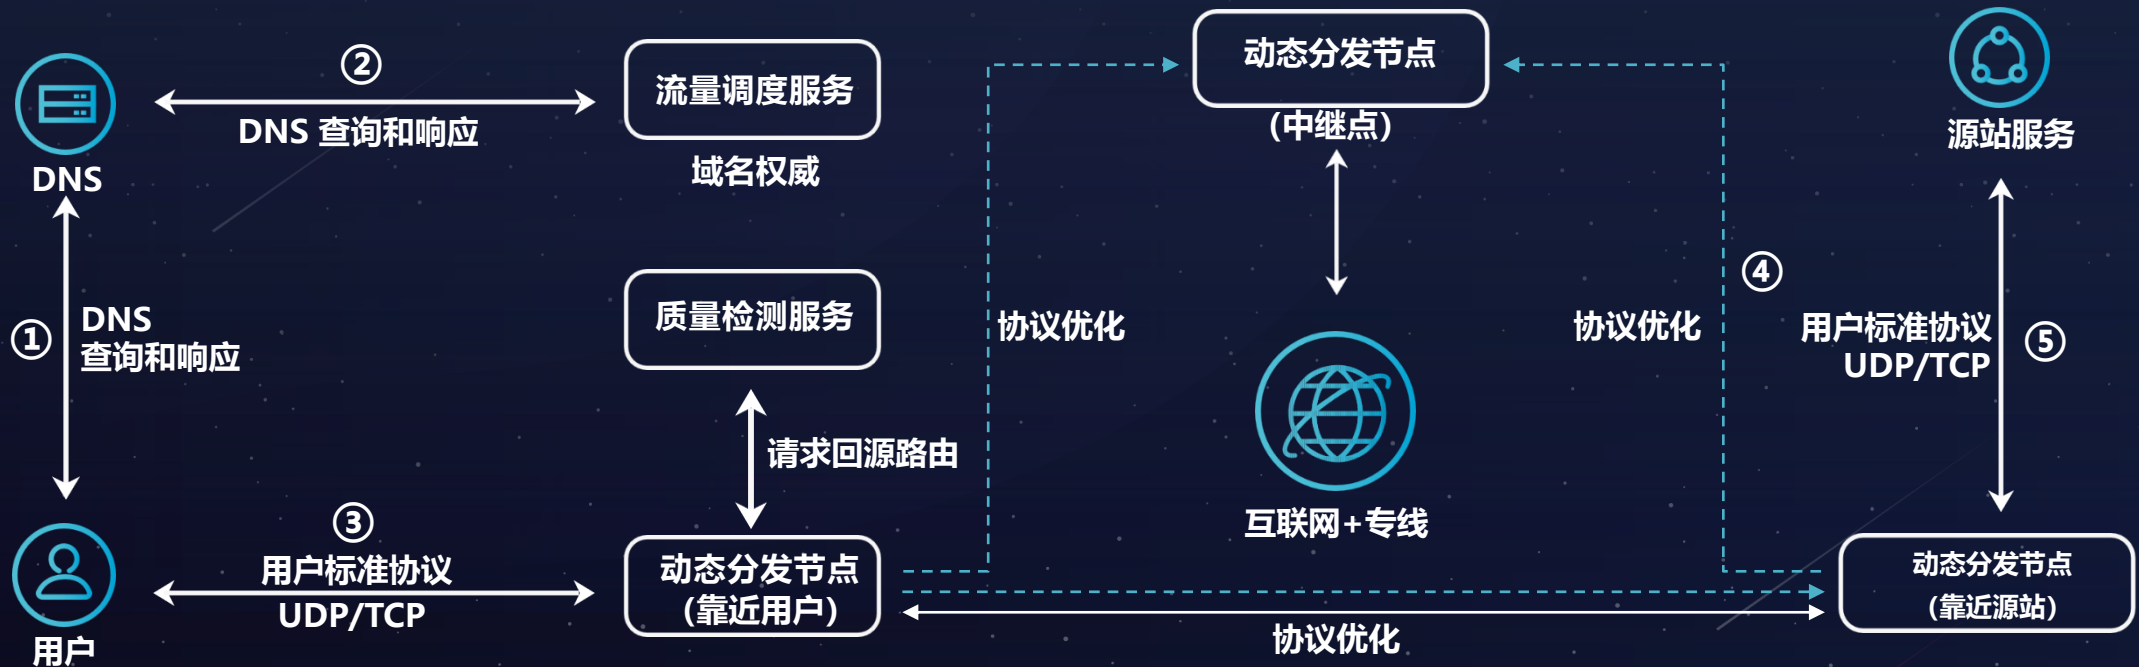 ②
DNS 查询和响应
DNS
流量调度服务
域名权威
动态分发节点
(中继点)
源站服务
①
DNS
查询和响应
质量检测服务
请求回源路由
协议优化
互联网+专线
协议优化
④
用户标准协议
UDP/TCP
⑤
用户
③
用户标准协议
UDP/TCP
动态分发节点
(靠近用户)
协议优化
动态分发节点
(靠近源站)